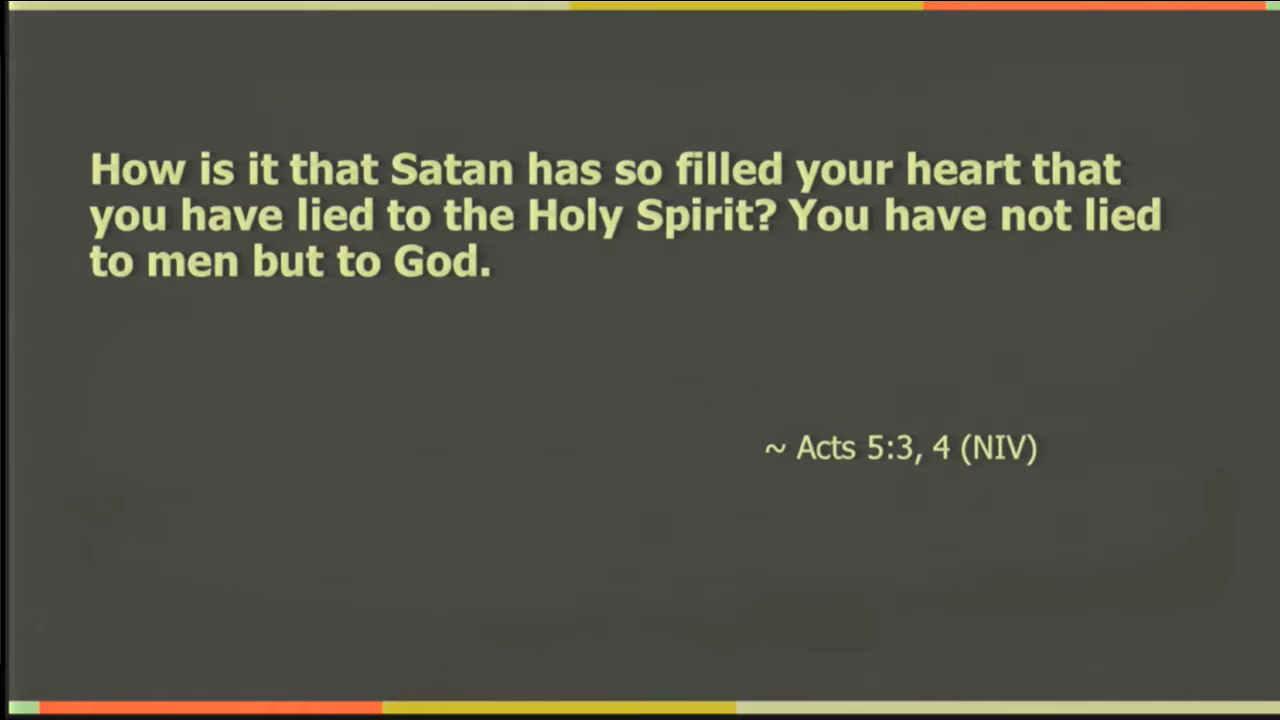 How is it that Satan has so filled your heart that
you have lied to the Holy Spirit? You have not lied
to men but to God.
~ Acts 5:3, 4 (NIV)